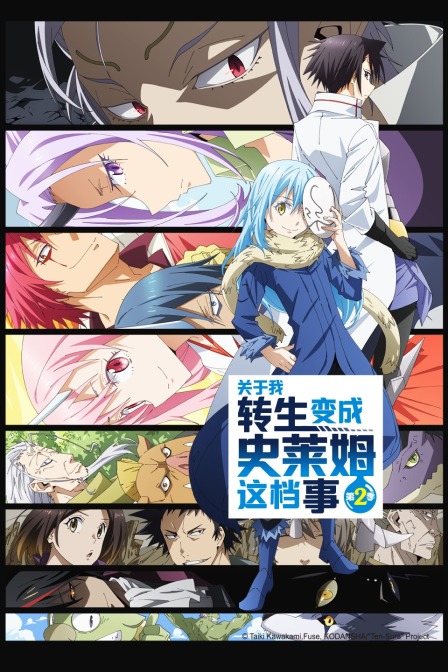 关于我
转生变成
史莱姆
这档事 第2季
© Taiki Kawakami,Fuse, KODANSHA/"Ten-Sura" Project